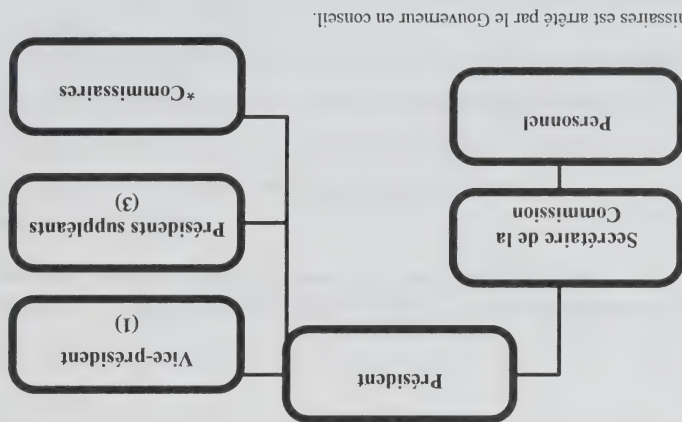 Président
Vice-président
(1)
Secrétaire de la
Commission
Présidents suppléants
(3)
Personnel
*Commissaires
missaires est arrêté par le Gouverneur en conseil.